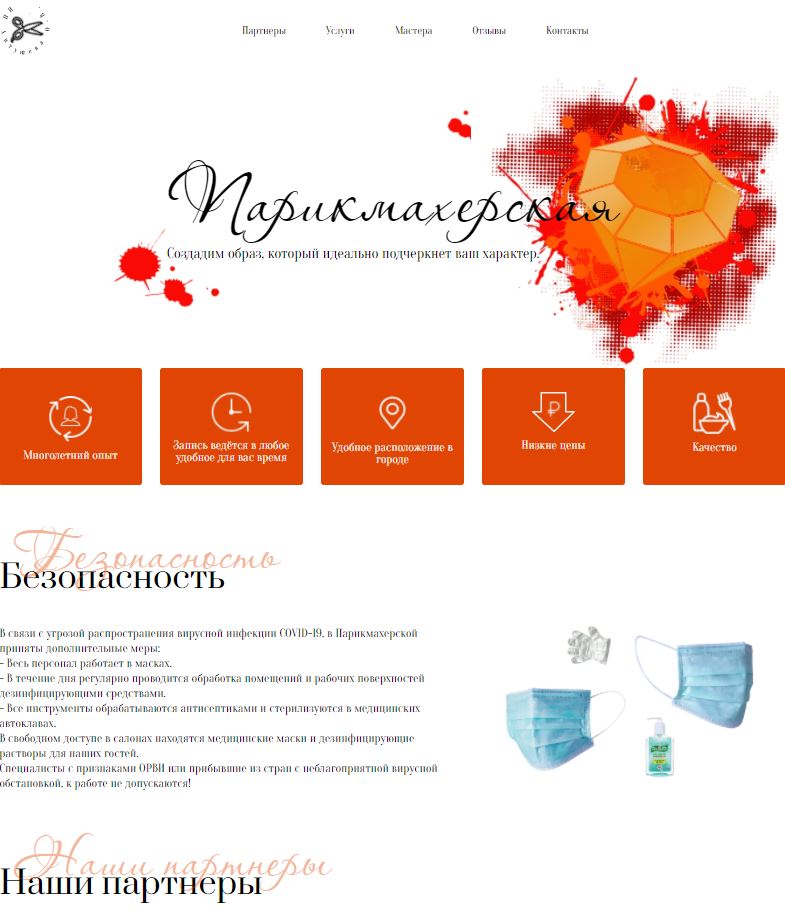 Партнеры Услуги Мастера Отзывы Контакты
Парикмахерская
Создадим образ, который идеально подчеркнет ваш характер.
Многолетний опыт
Запись ведётся в любое
удобное для вас время
Удобное расположение в
городе
Низкие цены
Качество
Безопасность
Безопасность
В связи с угрозой распространения вирусной инфекции COVID-19, в Парикмахерской
приняты дополнительные меры:
- Весь персонал работает в масках.
- В течение дня регулярно проводится обработка помещений и рабочих поверхностей
дезинфицирующими средствами.
- Все инструменты обрабатываются антисептиками и стерилизуются в медицинских
автоклавах.
В свободном доступе в салонах находятся медицинские маски и дезинфицирующие
растворы для наших гостей.
Специалисты с признаками ОРВИ или прибывшие из стран с неблагоприятной вирусной
обстановкой, к работе не допускаются!
Наши партнеры
Наши партнеры